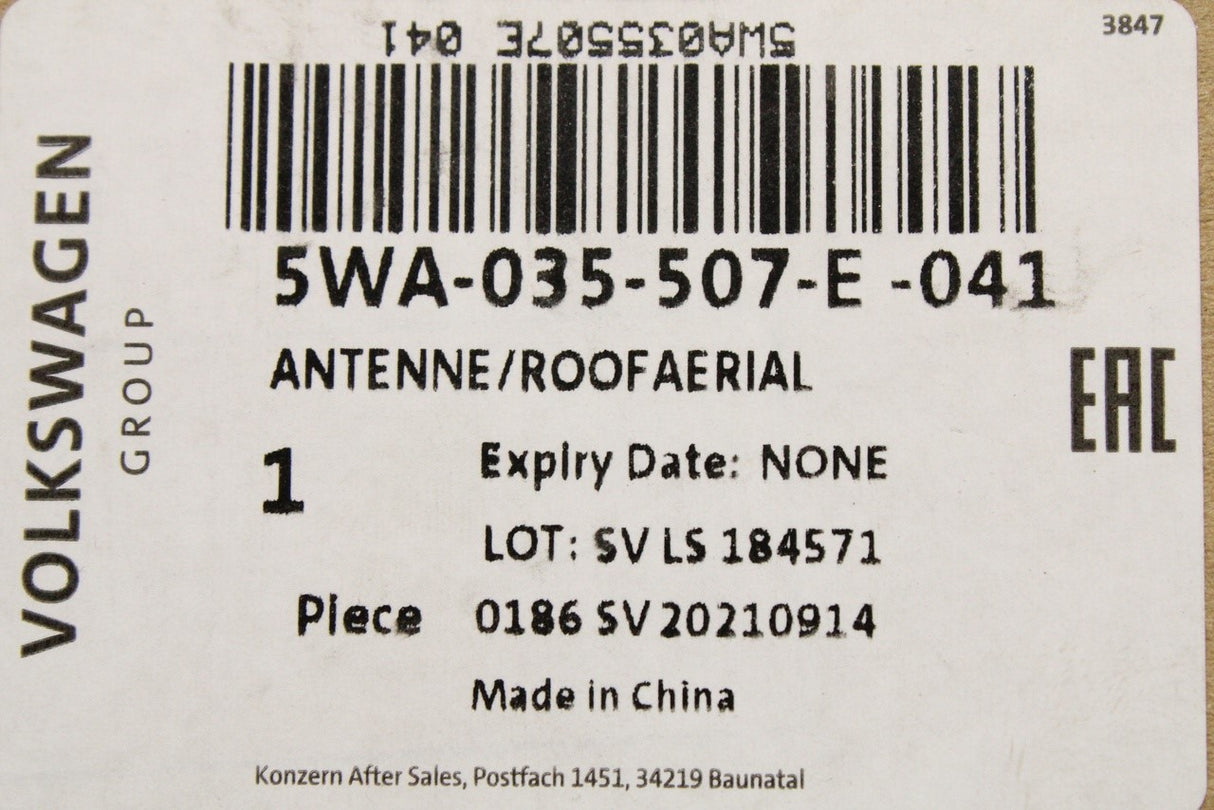 3847
5WA035507E 041
5WA-035-507-E -041
ANTENNE/ROOFAERIAL
EAC
1
Expiry Date: NONE
LOT: SV LS 184571
Piece 0186 SV 20210914
Made in China
Konzern After Sales, Postfach 1451, 34219 Baunatal
VOLKSWAGEN
GROUP